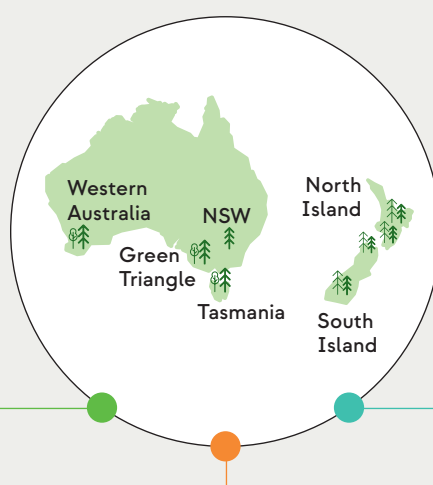 Western
Australia
NSW
Green
Triangle
Tasmania
North
Island
South
Island